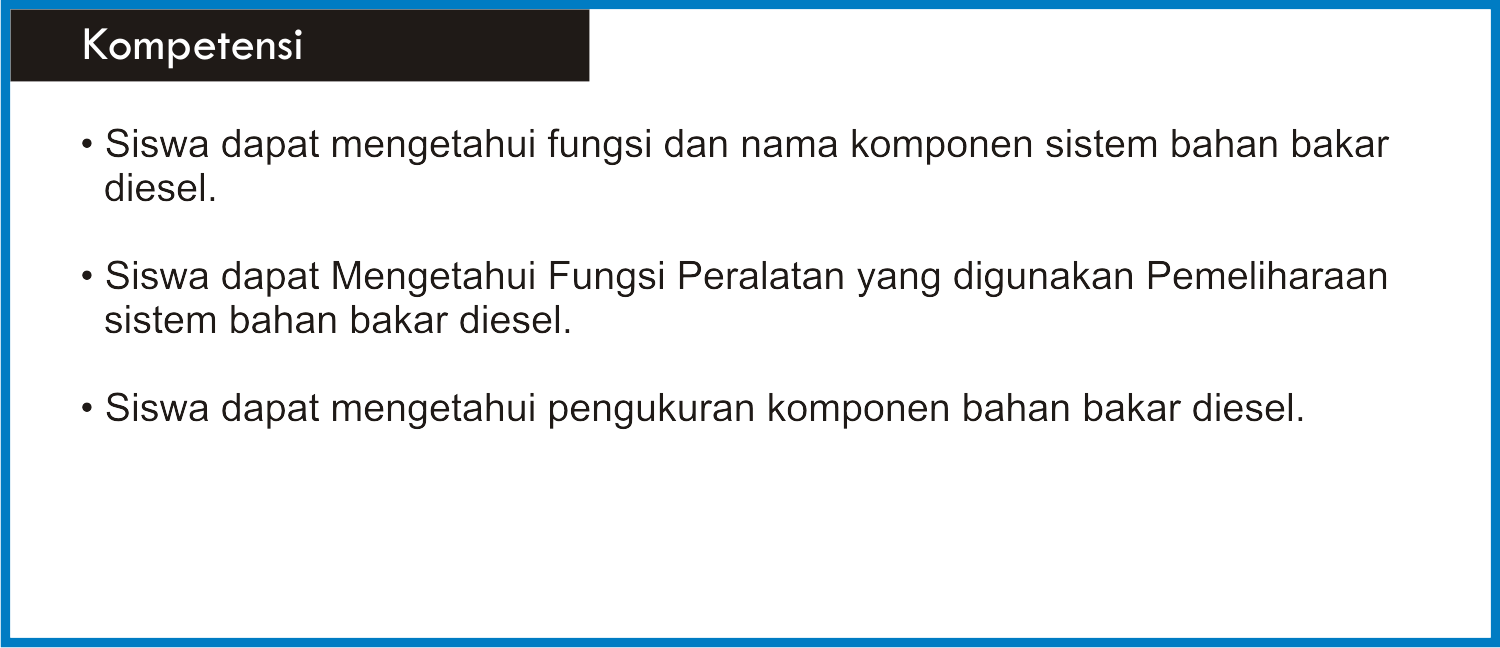 Kompetensi
• Siswa dapat mengetahui fungsi dan nama komponen sistem bahan bakar
diesel.
• Siswa dapat Mengetahui Fungsi Peralatan yang digunakan Pemeliharaan
sistem bahan bakar diesel.
• Siswa dapat mengetahui pengukuran komponen bahan bakar diesel.